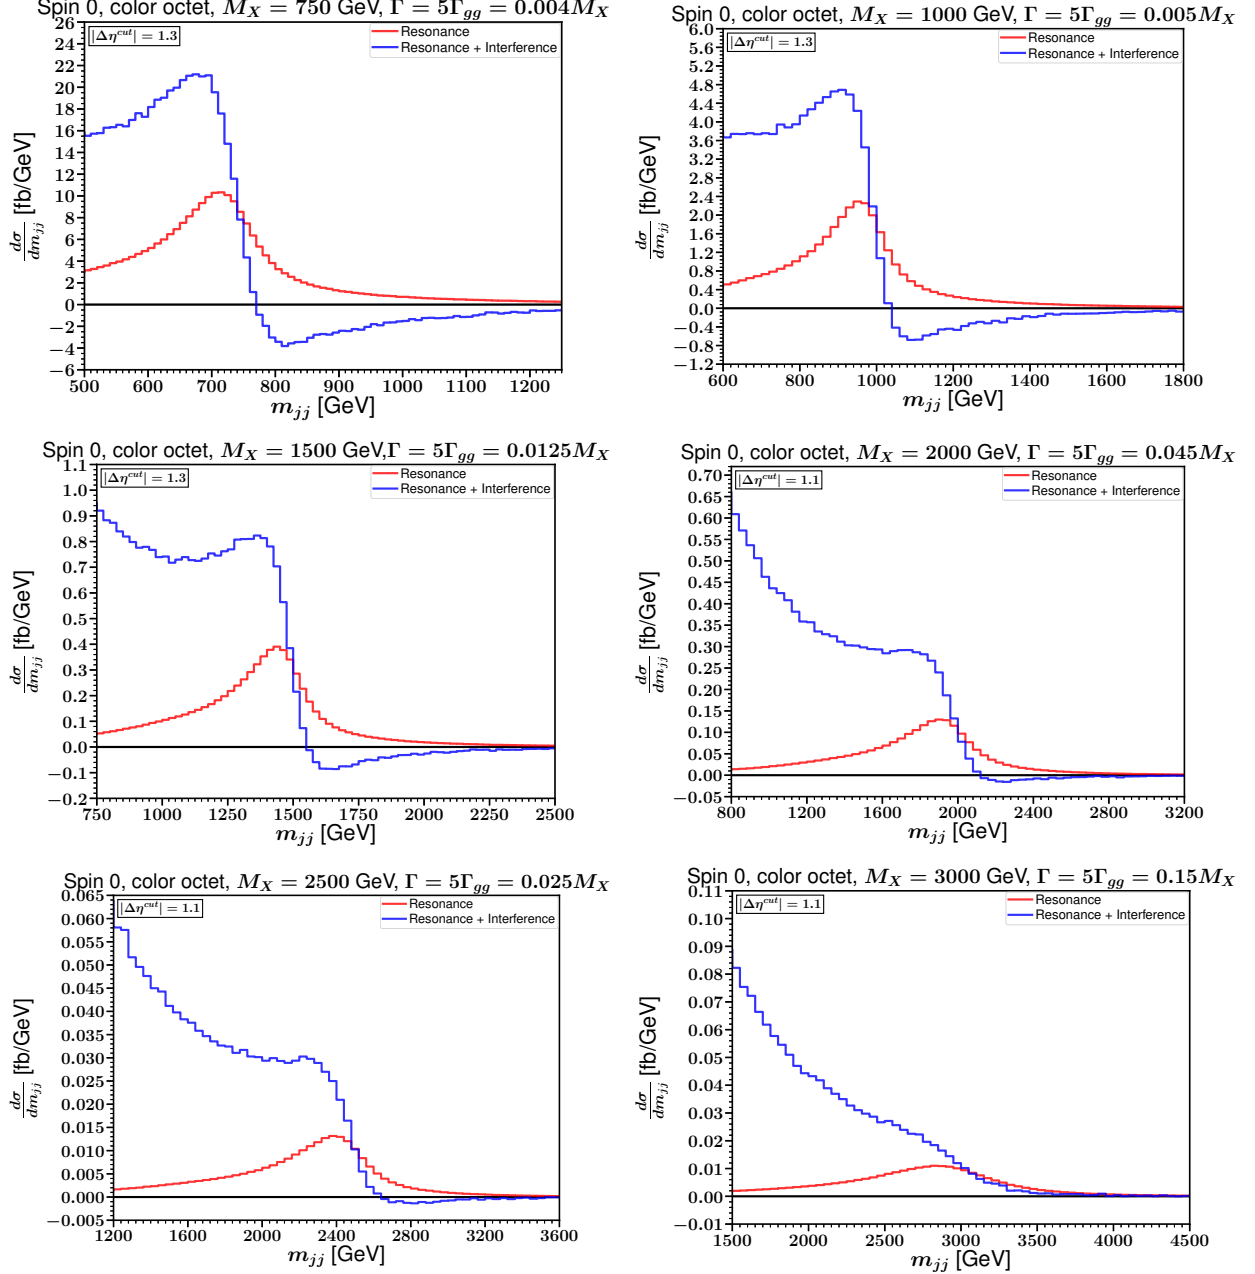 Spin 0, color octet, M_X = 750 GeV, Γ = 5Γ_gg = 0.004M_X
|Δη^cut| = 1.3
Resonance
Resonance + Interference
26
24
22
20
18
16
14
12
10
8
6
4
2
0
−2
−4
−6
dσ/dm_jj [fb/GeV]
500 600 700 800 900 1000 1100 1200
m_jj [GeV]
Spin 0, color octet, M_X = 1000 GeV, Γ = 5Γ_gg = 0.005M_X
|Δη^cut| = 1.3
Resonance
Resonance + Interference
6.0
5.6
5.2
4.8
4.4
4.0
3.6
3.2
2.8
2.4
2.0
1.6
1.2
0.8
0.4
0.0
−0.4
−0.8
−1.2
dσ/dm_jj [fb/GeV]
600 800 1000 1200 1400 1600 1800
m_jj [GeV]
Spin 0, color octet, M_X = 1500 GeV,Γ = 5Γ_gg = 0.0125M_X
|Δη^cut| = 1.3
Resonance
Resonance + Interference
1.1
1.0
0.9
0.8
0.7
0.6
0.5
0.4
0.3
0.2
0.1
0.0
−0.1
−0.2
dσ/dm_jj [fb/GeV]
750 1000 1250 1500 1750 2000 2250 2500
m_jj [GeV]
Spin 0, color octet, M_X = 2000 GeV, Γ = 5Γ_gg = 0.045M_X
|Δη^cut| = 1.1
Resonance
Resonance + Interference
0.70
0.65
0.60
0.55
0.50
0.45
0.40
0.35
0.30
0.25
0.20
0.15
0.10
0.05
0.00
−0.05
dσ/dm_jj [fb/GeV]
800 1200 1600 2000 2400 2800 3200
m_jj [GeV]
Spin 0, color octet, M_X = 2500 GeV, Γ = 5Γ_gg = 0.025M_X
|Δη^cut| = 1.1
Resonance
Resonance + Interference
0.065
0.060
0.055
0.050
0.045
0.040
0.035
0.030
0.025
0.020
0.015
0.010
0.005
0.000
−0.005
dσ/dm_jj [fb/GeV]
1200 1600 2000 2400 2800 3200 3600
m_jj [GeV]
Spin 0, color octet, M_X = 3000 GeV, Γ = 5Γ_gg = 0.15M_X
|Δη^cut| = 1.1
Resonance
Resonance + Interference
0.11
0.10
0.09
0.08
0.07
0.06
0.05
0.04
0.03
0.02
0.01
0.00
−0.01
dσ/dm_jj [fb/GeV]
1500 2000 2500 3000 3500 4000 4500
m_jj [GeV]